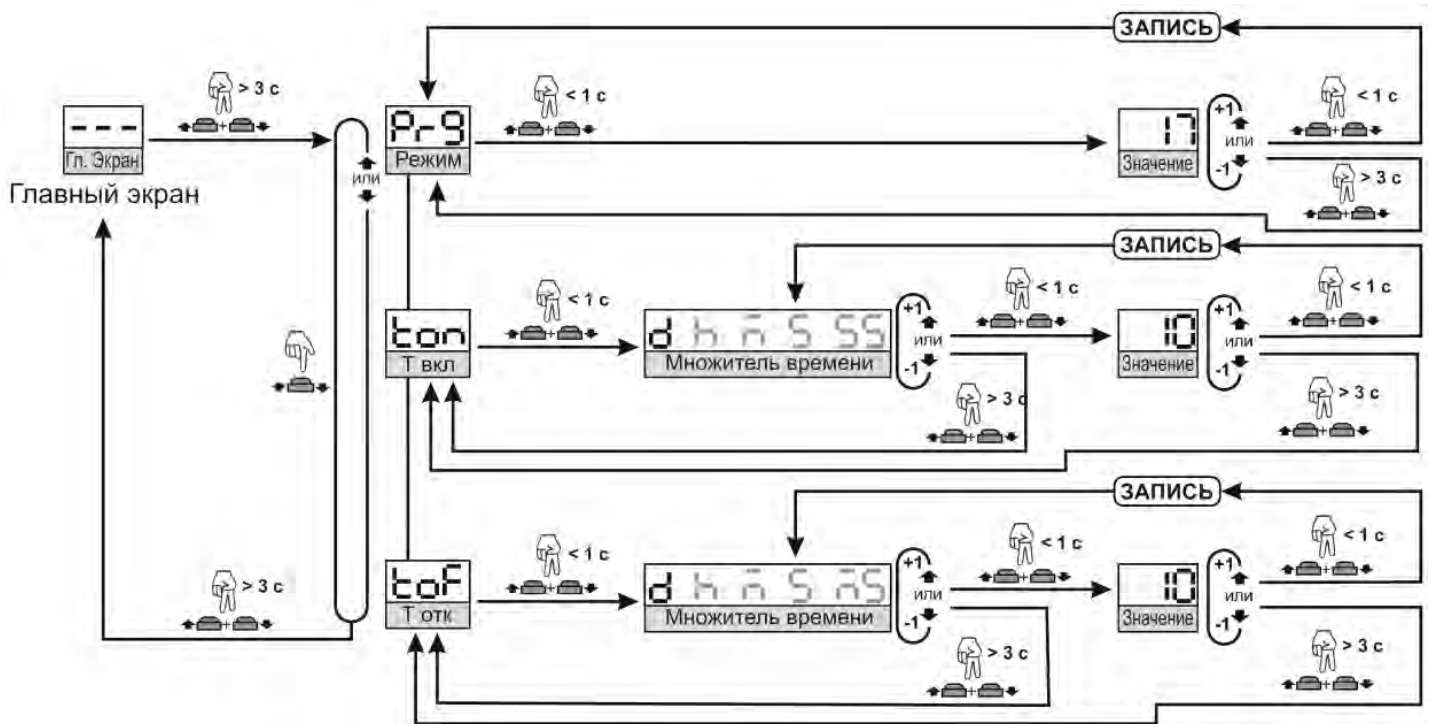 ЗАПИСЬ
> 3 с
< 1 с
< 1 с
---
Prg
17
+1
или
-1
Гл. Экран
Режим
Значение
или
> 3 с
Главный экран
ЗАПИСЬ
< 1 с
< 1 с
< 1 с
ton
d h n S SS
10
+1
или
-1
+1
или
-1
Т вкл
Множитель времени
Значение
> 3 с
> 3 с
ЗАПИСЬ
< 1 с
< 1 с
< 1 с
toF
d h n S nS
10
+1
или
-1
+1
или
-1
Т отк
Множитель времени
Значение
> 3 с
> 3 с
> 3 с